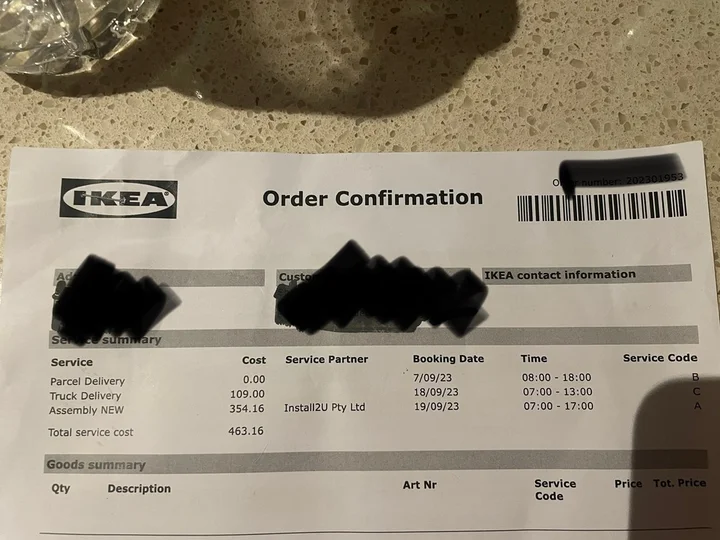 IKEA
Order Confirmation
number: 202301953
IKEA contact information
summary
Service Cost Service Partner Booking Date Time Service Code
Parcel Delivery 0.00 7/09/23 08:00 - 18:00 B
Truck Delivery 109.00 18/09/23 07:00 - 13:00 C
Assembly NEW 354.16 Install2U Pty Ltd 19/09/23 07:00 - 17:00 A
Total service cost 463.16
Goods summary
Qty Description Art Nr Service Code Price Tot. Price